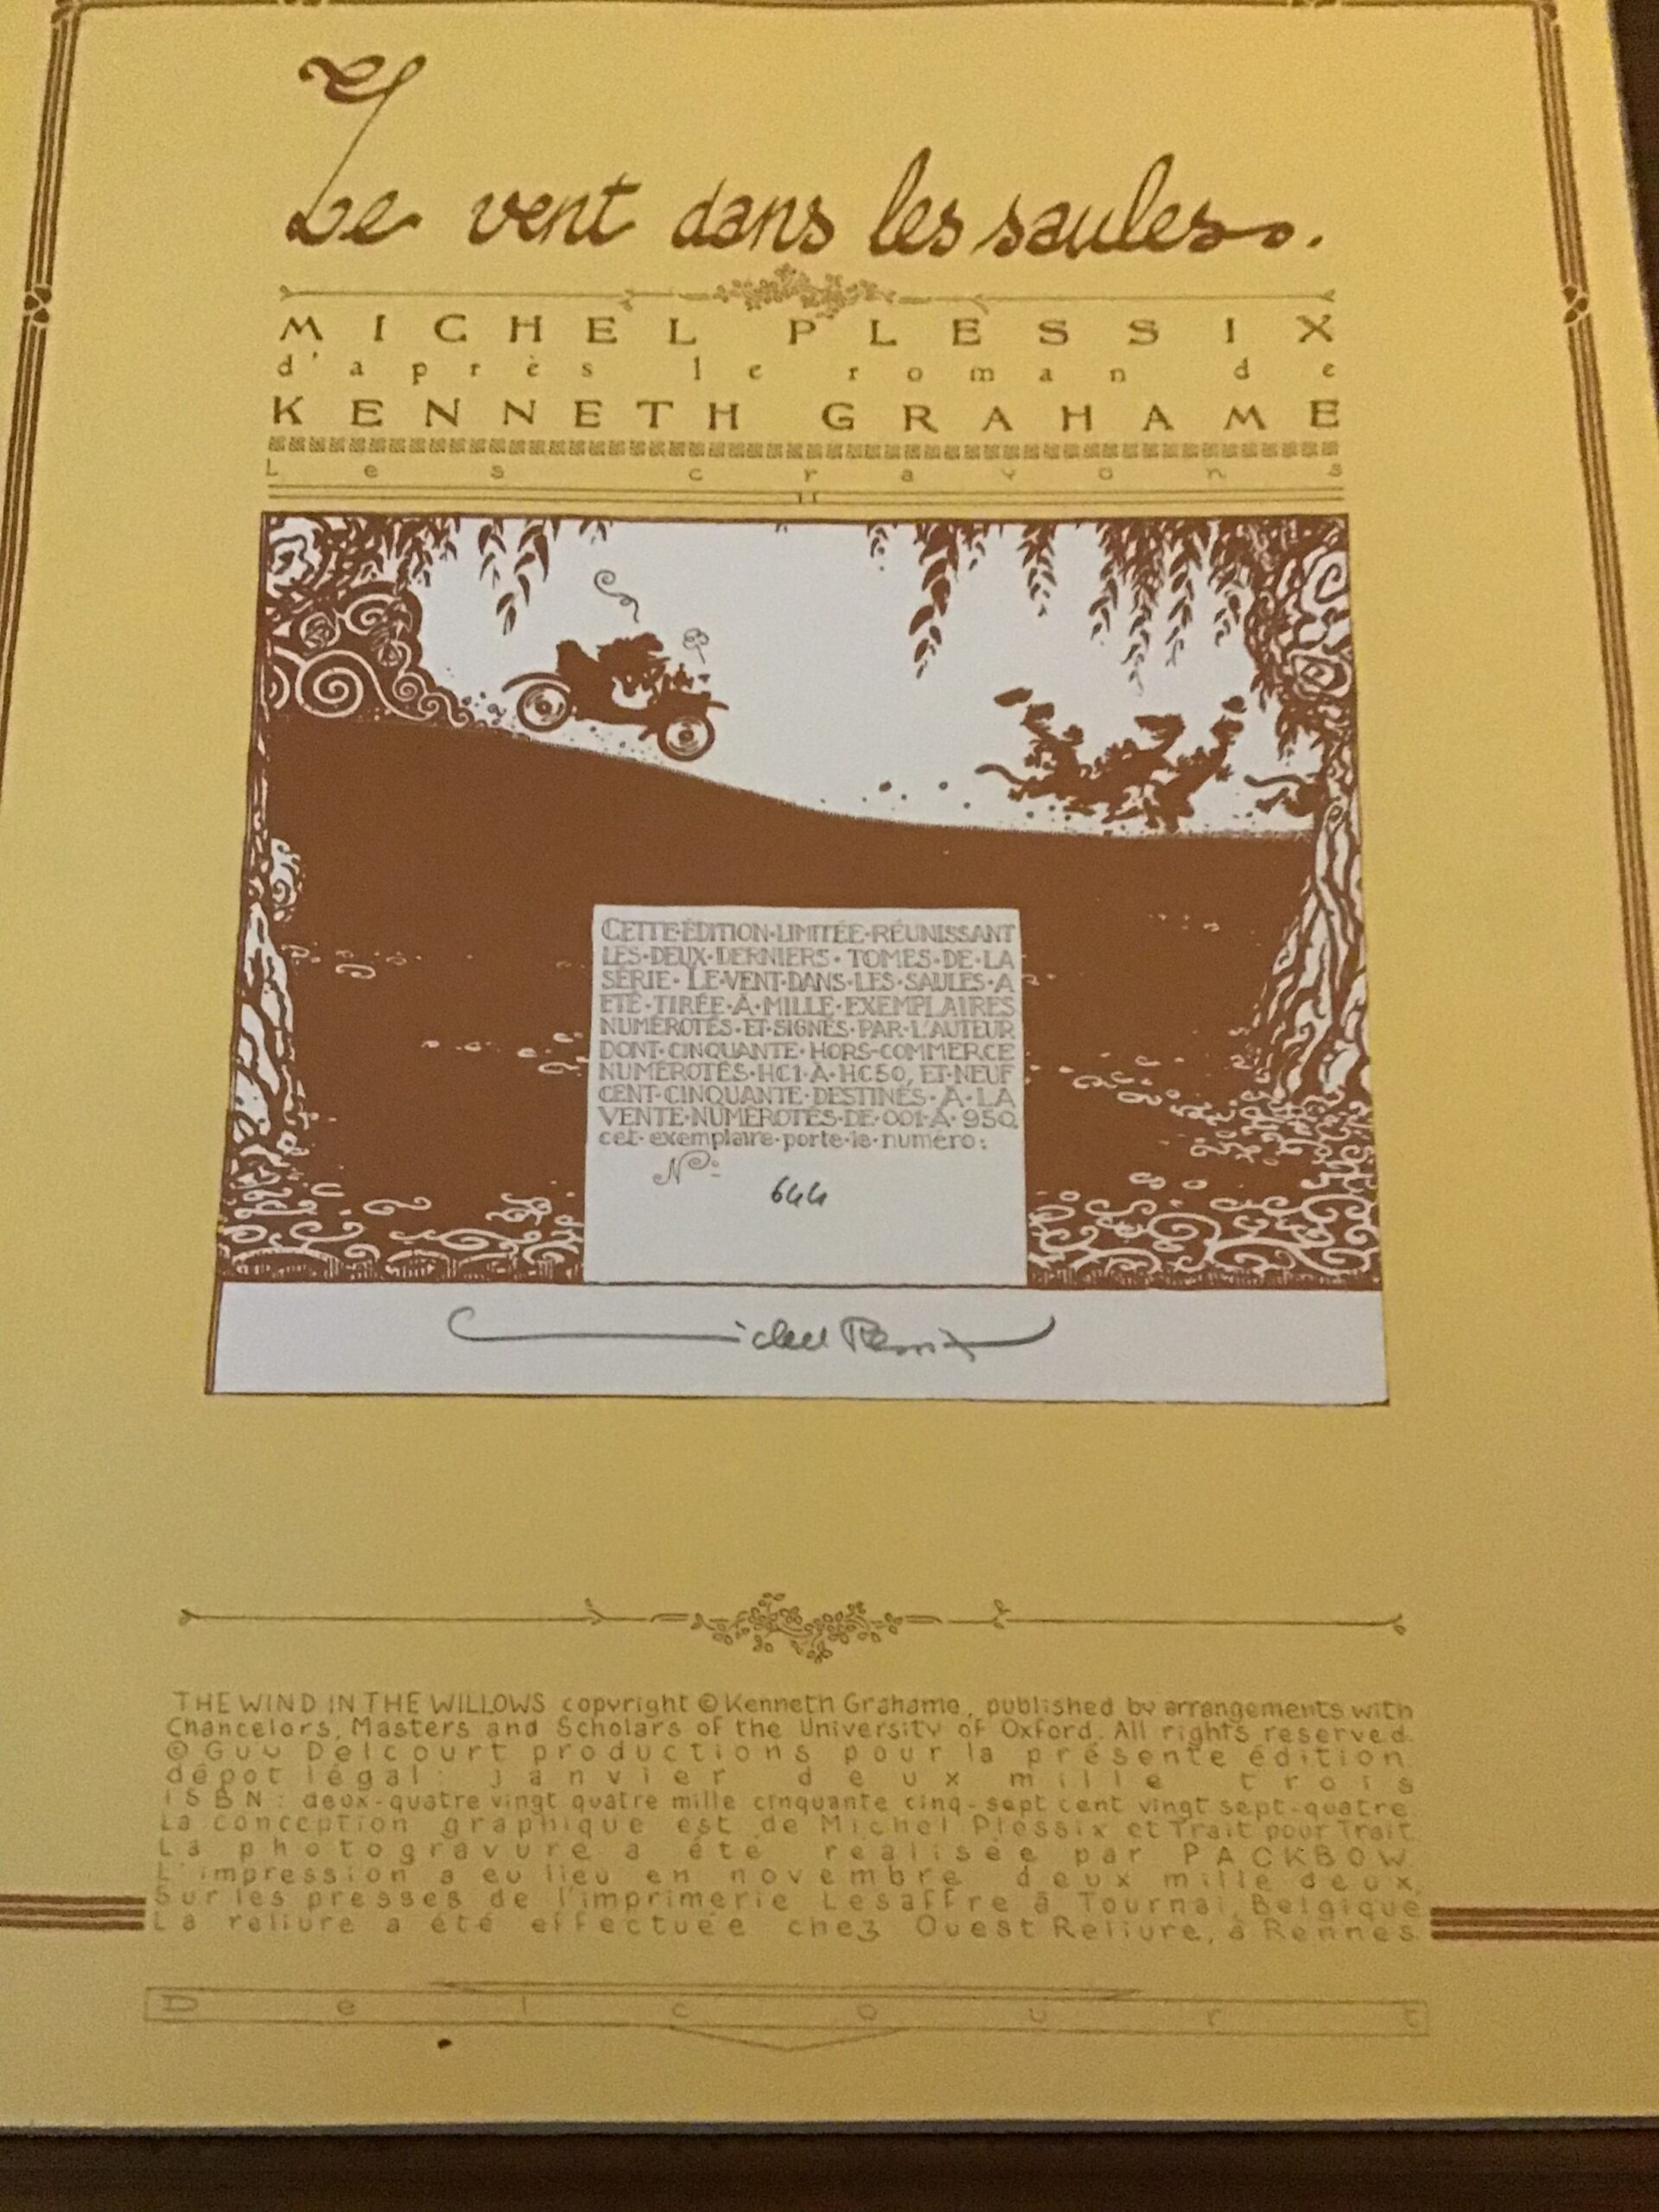 Le vent dans les saules.
MICHEL PLESSIX
d'après le roman de
KENNETH GRAHAME
Les crayons
II
CETTE·ÉDITION·LIMITÉE·RÉUNISSANT
LES·DEUX·DERNIERS·TOMES·DE·LA
SÉRIE·LE·VENT·DANS·LES·SAULES·A
ÉTÉ·TIRÉE·À·MILLE·EXEMPLAIRES
NUMÉROTÉS·ET·SIGNÉS·PAR·L'AUTEUR
DONT·CINQUANTE·HORS-COMMERCE
NUMÉROTÉS·HC1·À·HC50, ET·NEUF
CENT·CINQUANTE·DESTINÉS·À·LA
VENTE·NUMÉROTÉS·DE·001·À·950.
cet·exemplaire·porte·le·numéro:
N°:
644
Michel Plessix
THE WIND IN THE WILLOWS copyright © Kenneth Grahame, published by arrangements with
Chancelors, Masters and Scholars of the University of Oxford. All rights reserved.
© Guy Delcourt productions pour la présente édition
dépot légal: janvier deux mille trois
ISBN: deux-quatre vingt quatre mille cinquante cinq-sept cent vingt sept-quatre.
La conception graphique est de Michel Plessix et Trait pour Trait.
La photogravure a été réalisée par PACKBOW
L'impression a eu lieu en novembre deux mille deux,
Sur les presses de l'imprimerie Lesaffre à Tournai, Belgique
La reliure a été effectuée chez Ouest Reliure, à Rennes.
Delcourt